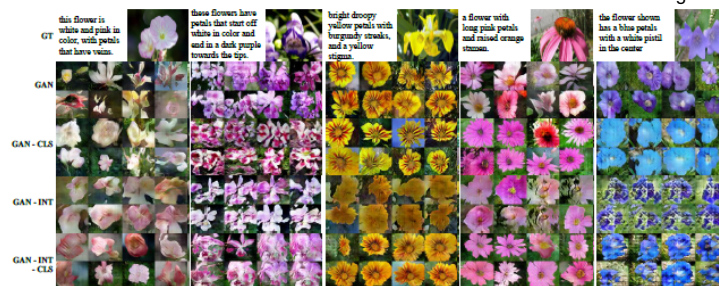 GT
this flower is
white and pink in
color, with petals
that have veins.
these flowers have
petals that start off
white in color and
end in a dark purple
towards the tips.
bright droopy
yellow petals with
burgundy streaks,
and a yellow
stigma.
a flower with
long pink petals
and raised orange
stamen.
the flower shown
has a blue petals
with a white pistil
in the center
GAN
GAN - CLS
GAN - INT
GAN - INT
- CLS